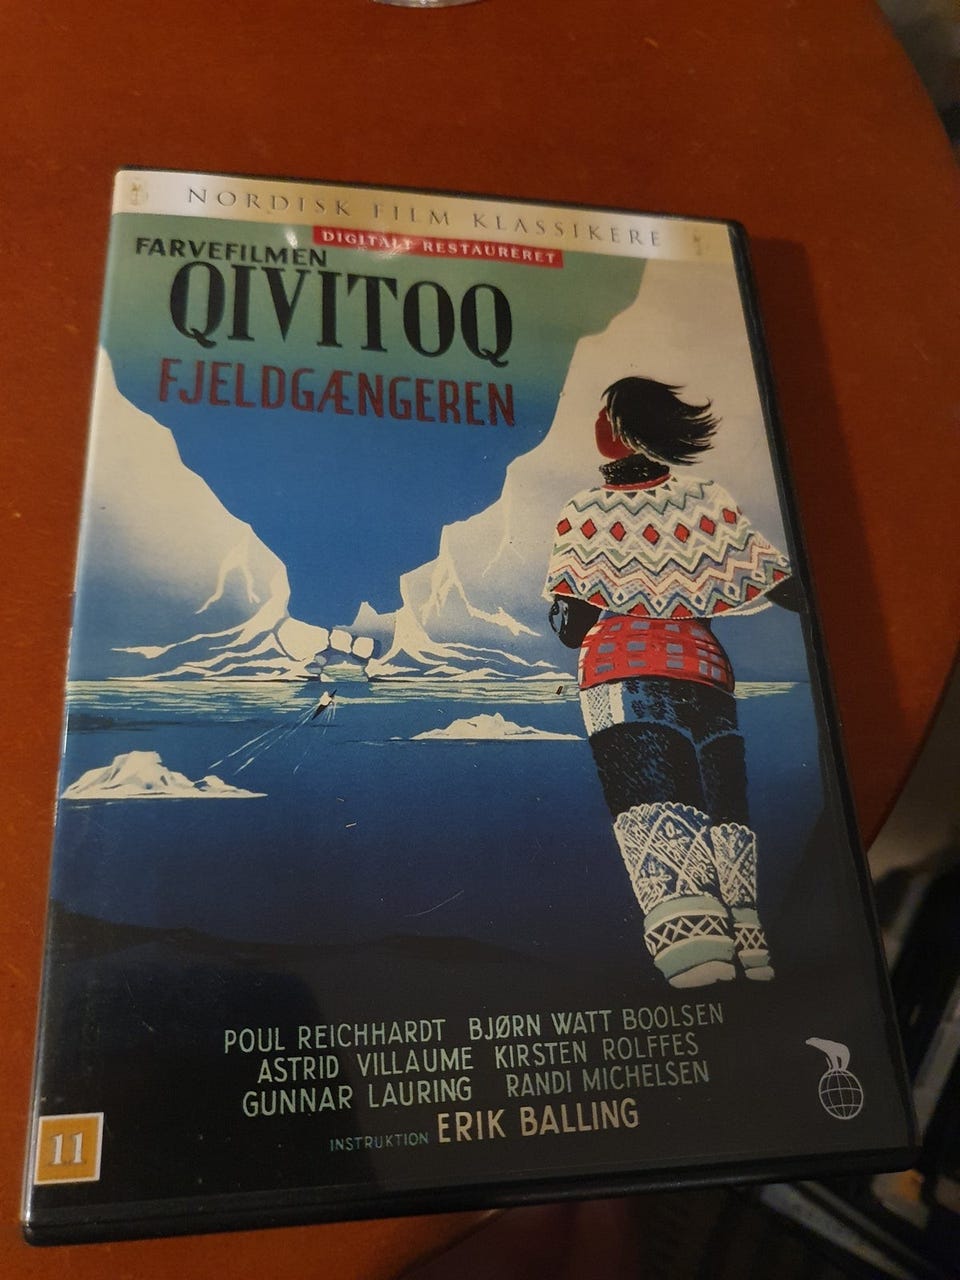 NORDISK FILM KLASSIKERE
DIGITALT RESTAURERET
FARVEFILMEN
QIVITOQ
FJELDGÆNGEREN
POUL REICHHARDT BJØRN WATT BOOLSEN
ASTRID VILLAUME KIRSTEN ROLFFES
GUNNAR LAURING RANDI MICHELSEN
INSTRUKTION ERIK BALLING
11